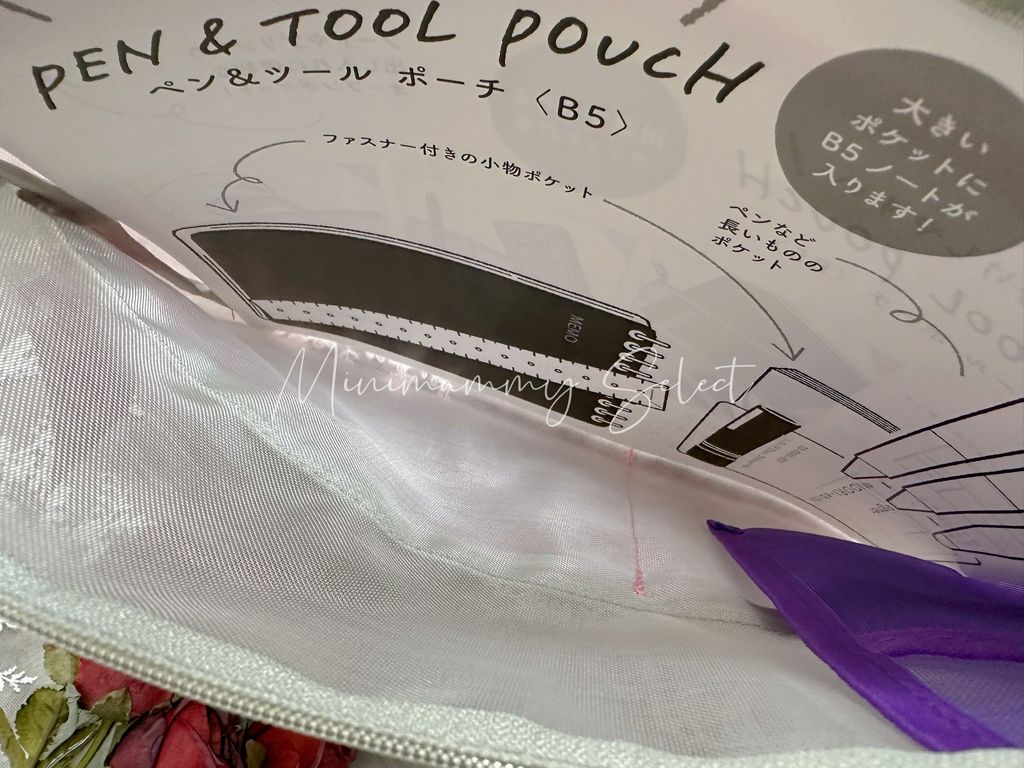 PEN & TOOL POUCH
ペン&ツール ポーチ 〈B5〉
大きい
ポケットに
B5ノートが
入ります!
ファスナー付きの小物ポケット
ペンなど
長いものの
ポケット
MEMO
Minimammy Select